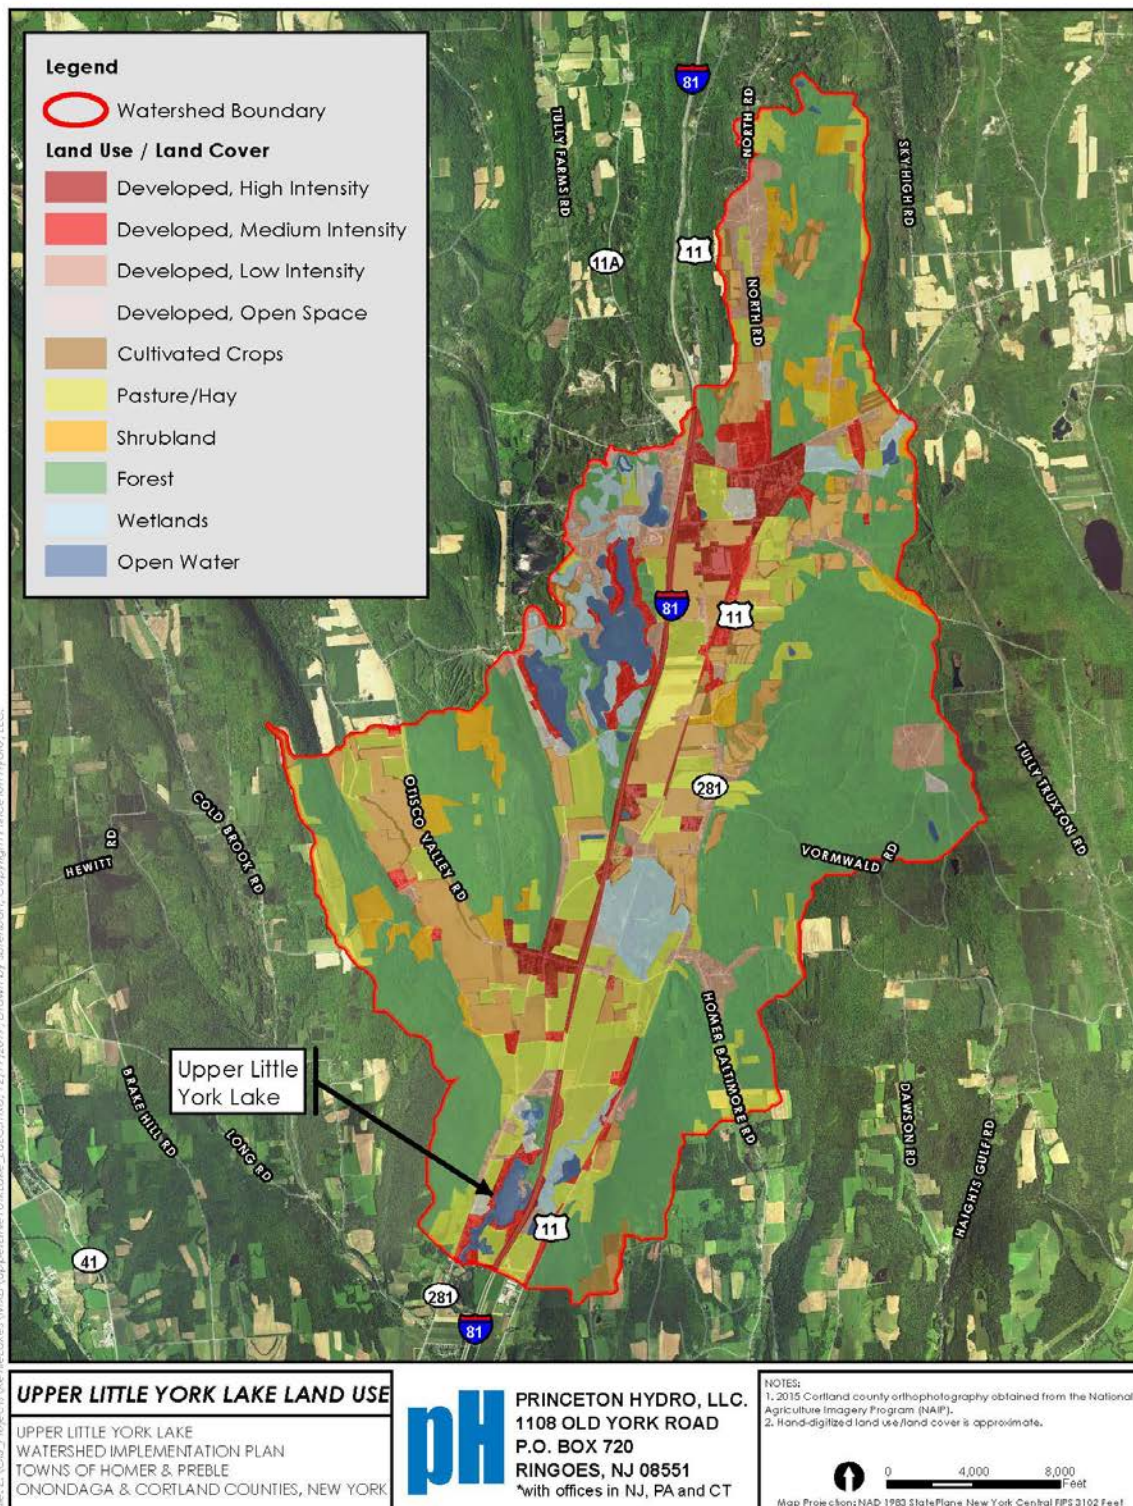 Legend
Watershed Boundary
Land Use / Land Cover
Developed, High Intensity
Developed, Medium Intensity
Developed, Low Intensity
Developed, Open Space
Cultivated Crops
Pasture/Hay
Shrubland
Forest
Wetlands
Open Water
81
NORTH RD
TULLY FARMS RD
SKY HIGH RD
11
11A
NORTH RD
81
11
TULLY TRUXTON RD
281
OTISCO VALLEY RD
COLD BROOK RD
HEWITT RD
VORMWALD RD
HOMER BALTIMORE RD
Upper Little
York Lake
BRAKE HILL RD
LONG RD
DAWSON RD
HAIGHTS GULF RD
11
41
281
81
UPPER LITTLE YORK LAKE LAND USE
UPPER LITTLE YORK LAKE
WATERSHED IMPLEMENTATION PLAN
TOWNS OF HOMER & PREBLE
ONONDAGA & CORTLAND COUNTIES, NEW YORK
pH
PRINCETON HYDRO, LLC.
1108 OLD YORK ROAD
P.O. BOX 720
RINGOES, NJ 08551
*with offices in NJ, PA and CT
NOTES:
1. 2015 Cortland county orthophotography obtained from the National
Agriculture Imagery Program (NAIP).
2. Hand-digitized land use/land cover is approximate.
0 4,000 8,000
Feet
Map Projection: NAD 1983 StatePlane New York Central FIPS 3102 Feet